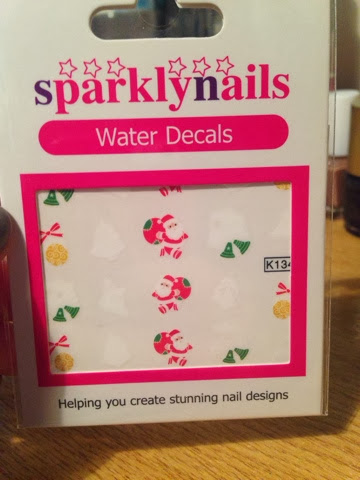 sparklynails
Water Decals
K134
Helping you create stunning nail designs